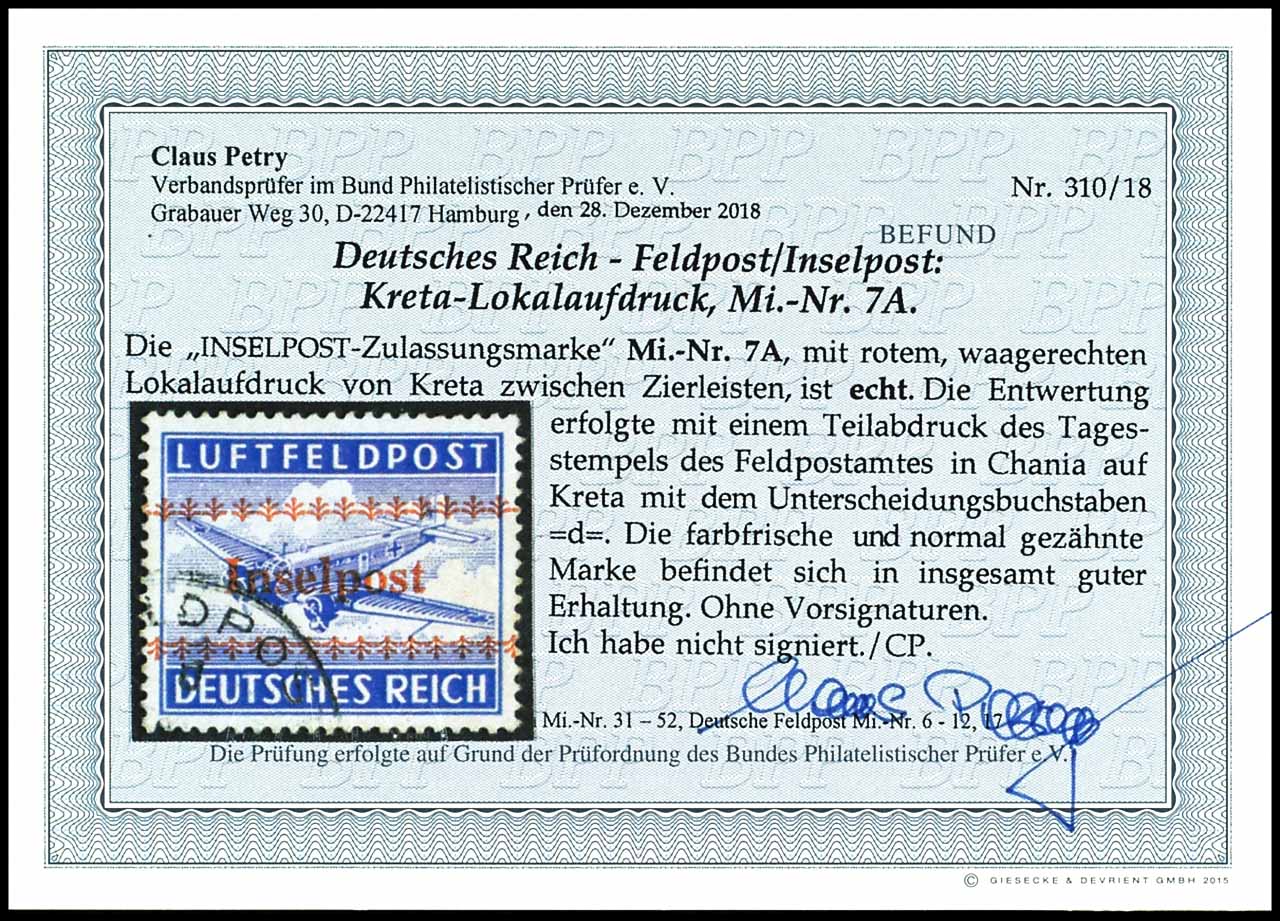 Claus Petry
Verbandsprüfer im Bund Philatelistischer Prüfer e. V.
Nr. 310/18
Grabauer Weg 30, D-22417 Hamburg, den 28. Dezember 2018
BEFUND
Deutsches Reich - Feldpost/Inselpost:
Kreta-Lokalaufdruck, Mi.-Nr. 7A.
Die „INSELPOST-Zulassungsmarke“ Mi.-Nr. 7A, mit rotem, waagerechten
Lokalaufdruck von Kreta zwischen Zierleisten, ist echt. Die Entwertung
erfolgte mit einem Teilabdruck des Tages-
stempels des Feldpostamtes in Chania auf
Kreta mit dem Unterscheidungsbuchstaben
=d=. Die farbfrische und normal gezähnte
Marke befindet sich in insgesamt guter
Erhaltung. Ohne Vorsignaturen.
Ich habe nicht signiert./CP.
LUFTFELDPOST
Inselpost
DEUTSCHES REICH
Claus Petry
Mi.-Nr. 31 – 52, Deutsche Feldpost Mi.-Nr. 6 - 12, 17
Die Prüfung erfolgte auf Grund der Prüfordnung des Bundes Philatelistischer Prüfer e.V.
© GIESECKE & DEVRIENT GMBH 2015